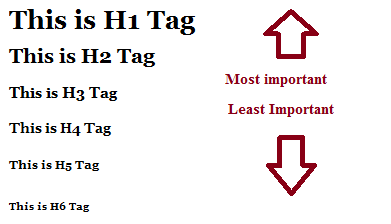 This is H1 Tag
This is H2 Tag
This is H3 Tag
This is H4 Tag
This is H5 Tag
This is H6 Tag
Most important
Least Important